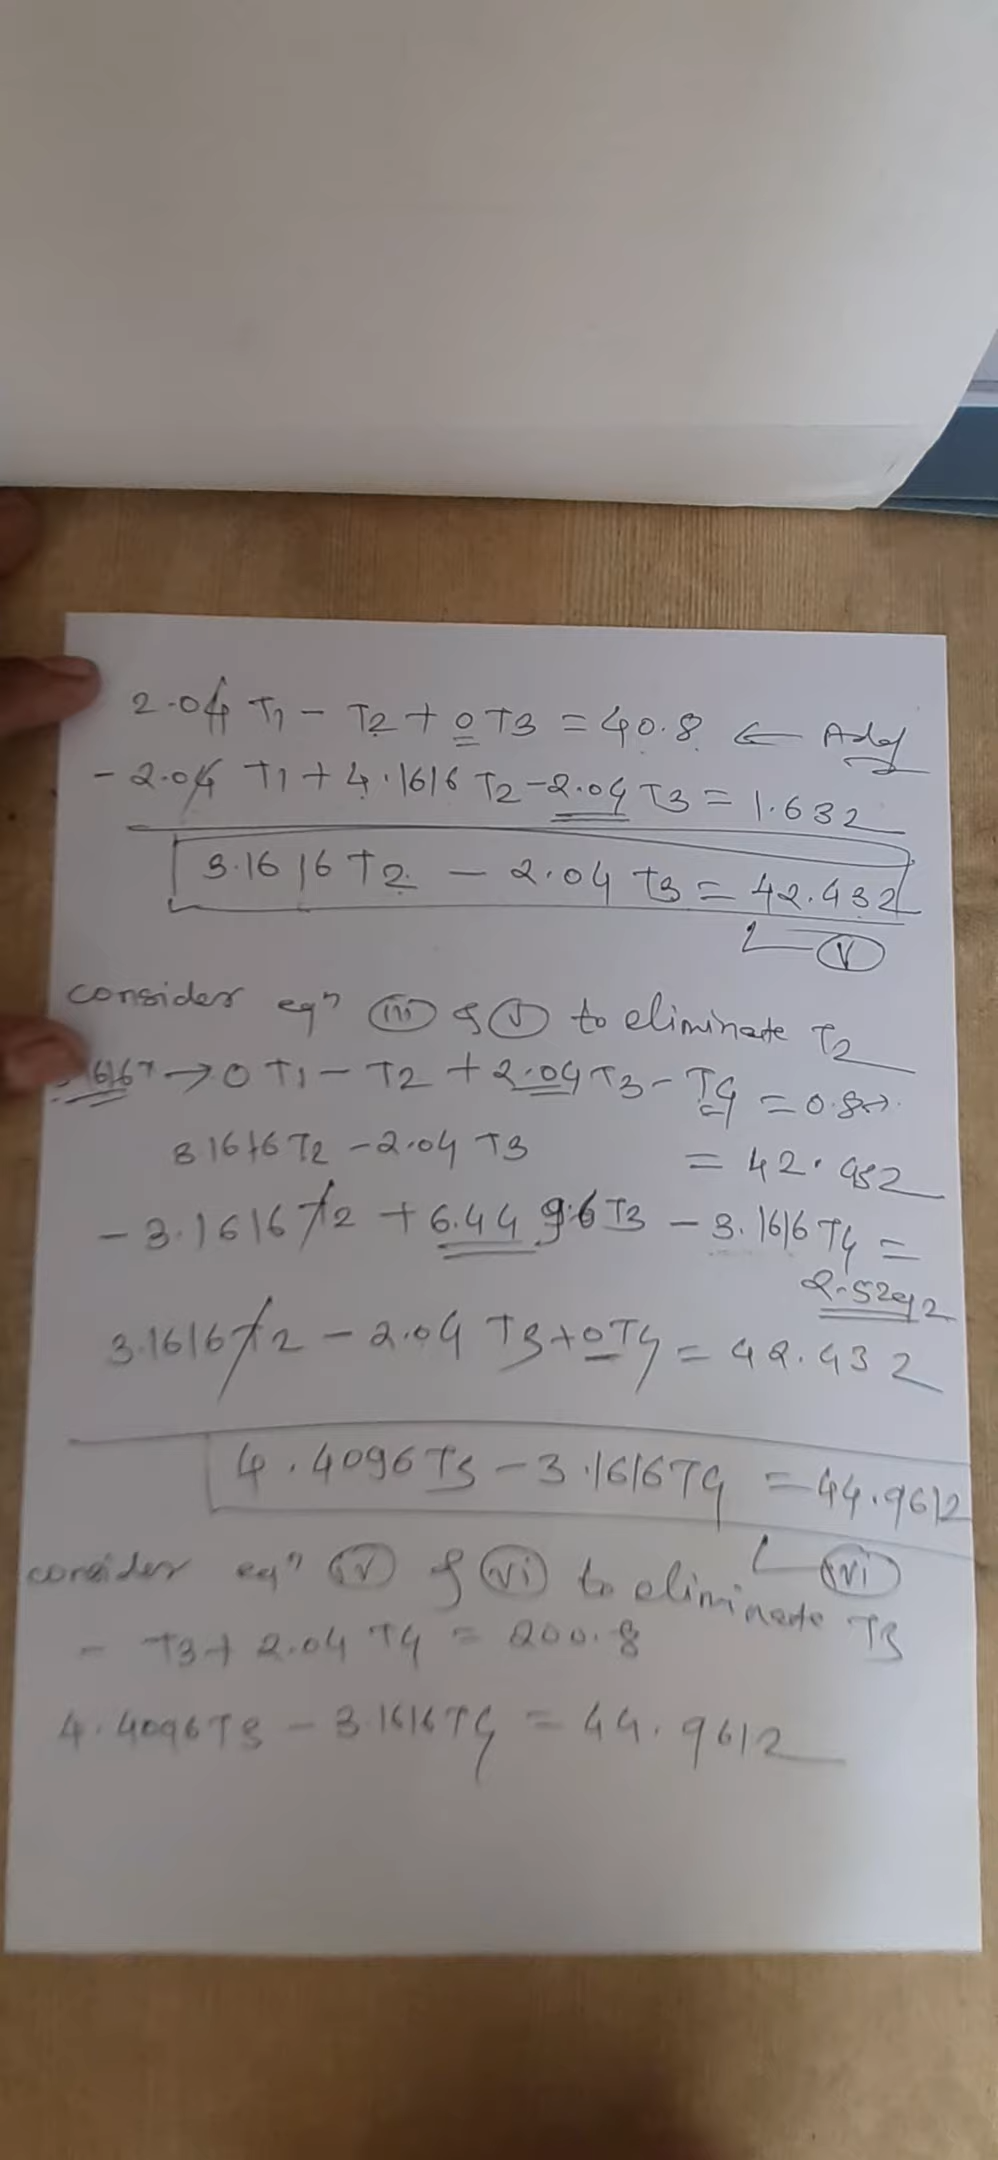 2.04 T1 - T2 + 0 T3 = 40.8 ← Add
- 2.04 T1 + 4.1616 T2 - 2.04 T3 = 1.632
3.1616 T2 - 2.04 T3 = 42.432
(V)
consider eqn (iii) & (V) to eliminate T2
3.1616 × → 0 T1 - T2 + 2.04 T3 - T4 = 0.8
3.1616 T2 - 2.04 T3 = 42.432
- 3.1616 T2 + 6.4496 T3 - 3.1616 T4 =
2.5292
3.1616 T2 - 2.04 T3 + 0 T4 = 42.432
4.4096 T3 - 3.1616 T4 = 44.9612
(vi)
consider eqn (iv) & (vi) to eliminate T3
- T3 + 2.04 T4 = 200.8
4.4096 T3 - 3.1616 T4 = 44.9612